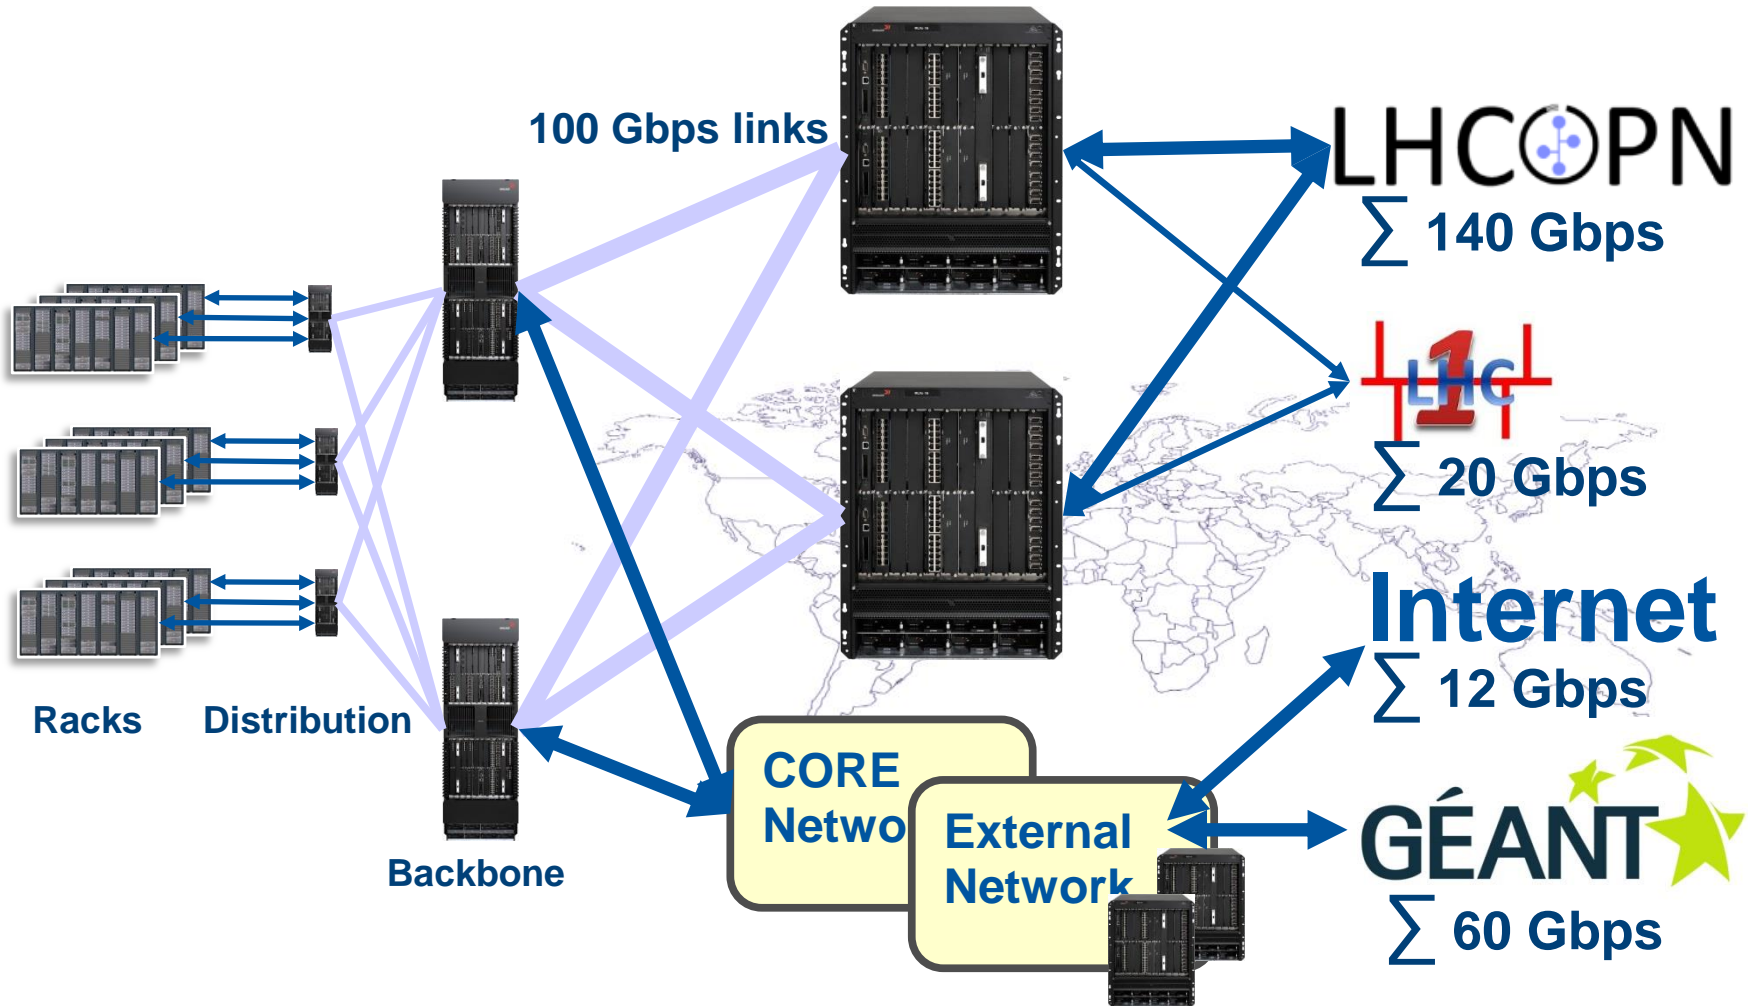 100 Gbps links
LHCOPN
∑ 140 Gbps
LHC
1
∑ 20 Gbps
Internet
∑ 12 Gbps
Racks
Distribution
Backbone
CORE
Netwo
External
Network
GÉANT
∑ 60 Gbps